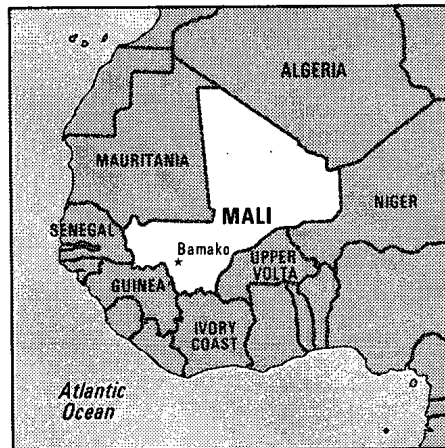 ALGERIA
MAURITANIA
MALI
NIGER
SENEGAL
Bamako
UPPER
VOLTA
GUINEA
IVORY
COAST
Atlantic
Ocean